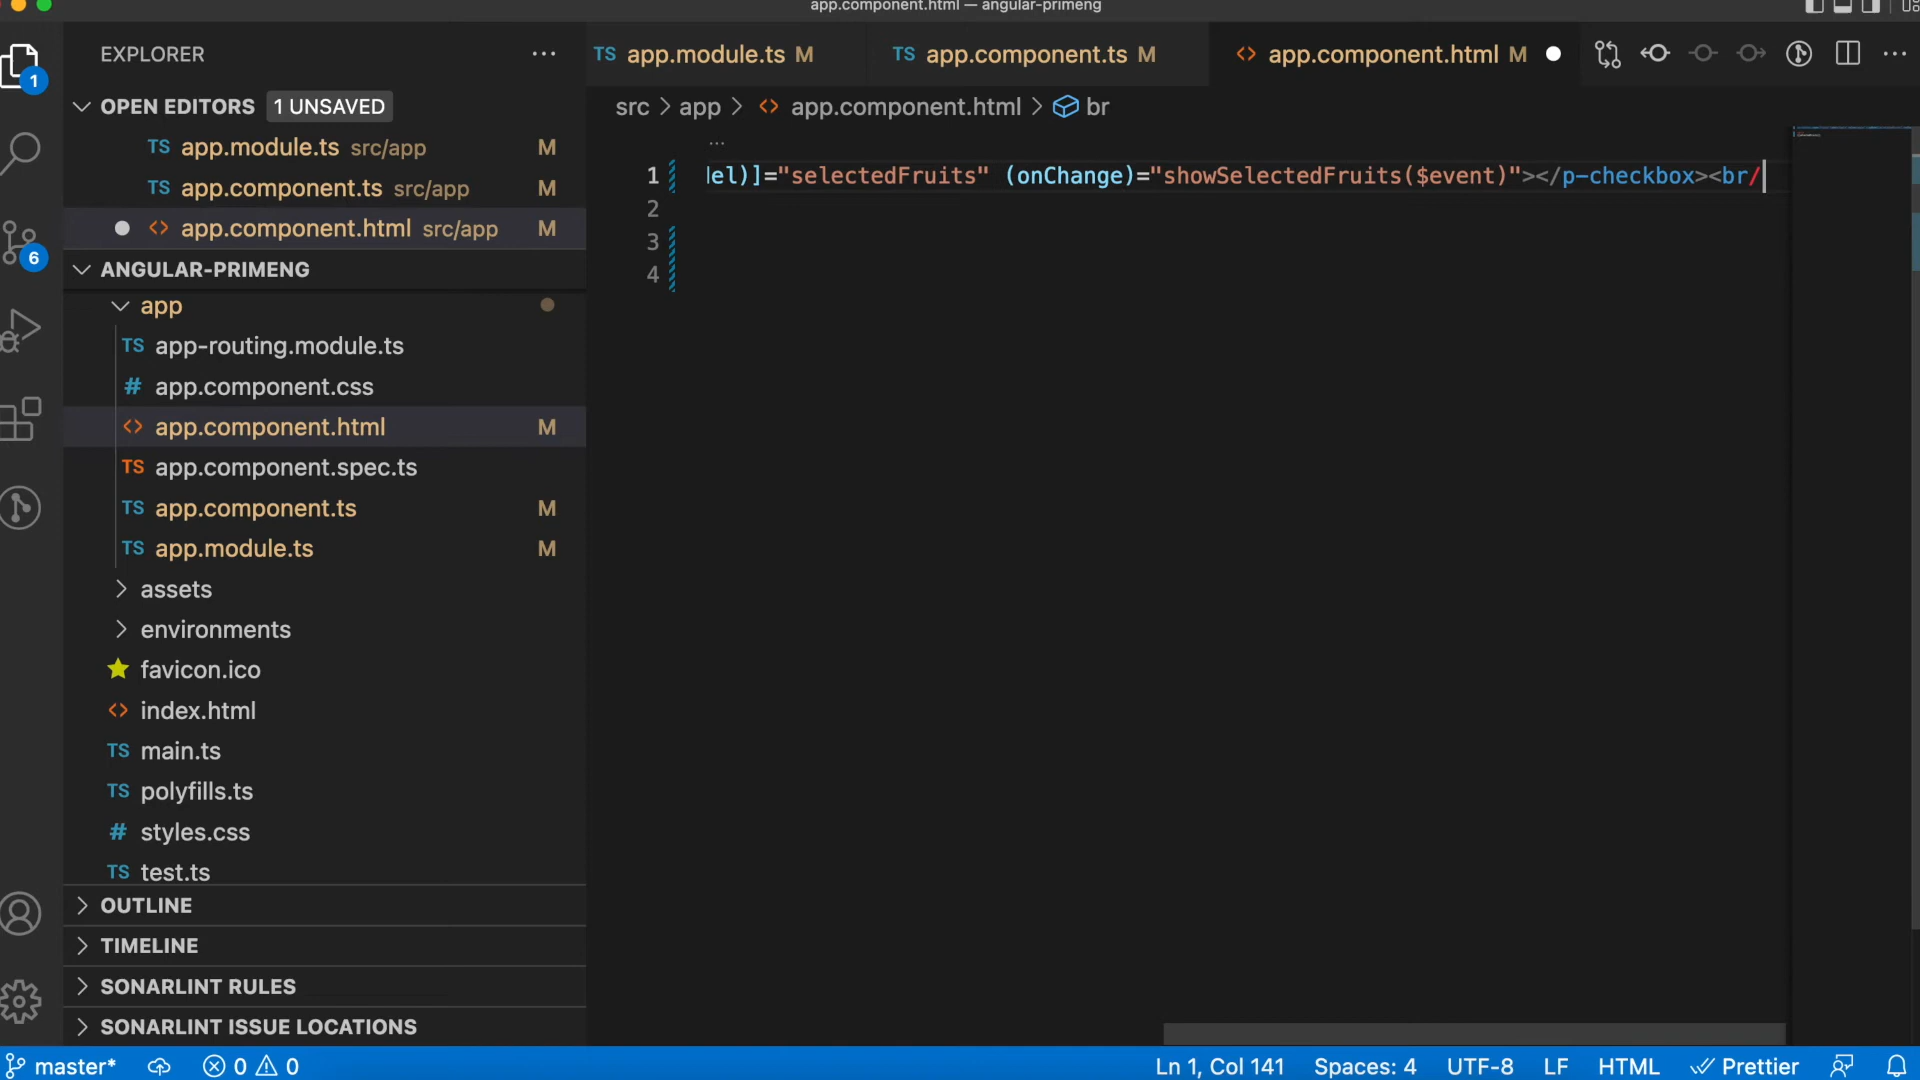 app.component.html — angular-primeng
EXPLORER
OPEN EDITORS 1 UNSAVED
TS app.module.ts src/app M
TS app.component.ts src/app M
<> app.component.html src/app M
ANGULAR-PRIMENG
app
TS app-routing.module.ts
# app.component.css
<> app.component.html M
TS app.component.spec.ts
TS app.component.ts M
TS app.module.ts M
assets
environments
favicon.ico
<> index.html
TS main.ts
TS polyfills.ts
# styles.css
TS test.ts
OUTLINE
TIMELINE
SONARLINT RULES
SONARLINT ISSUE LOCATIONS
1
6
TS app.module.ts M TS app.component.ts M <> app.component.html M
src > app > <> app.component.html > br
1 el)]="selectedFruits" (onChange)="showSelectedFruits($event)"></p-checkbox><br/
2
3
4
master* 0 0 Ln 1, Col 141 Spaces: 4 UTF-8 LF HTML Prettier